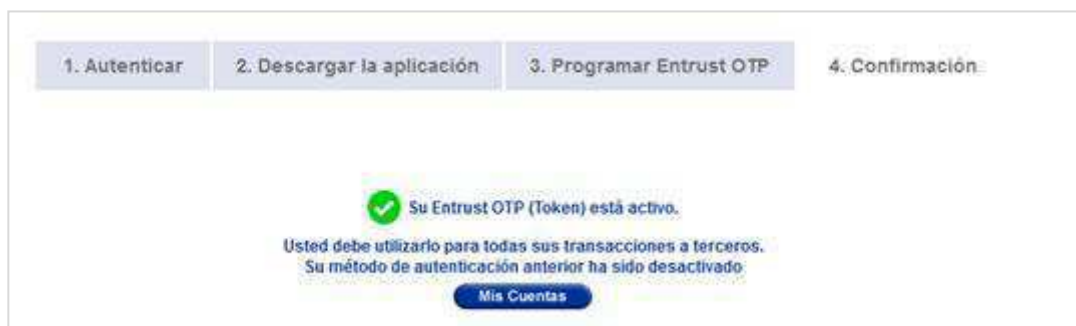 1. Autenticar
2. Descargar la aplicación
3. Programar Entrust OTP
4. Confirmación
Su Entrust OTP (Token) está activo.
Usted debe utilizarlo para todas sus transacciones a terceros.
Su método de autenticación anterior ha sido desactivado
Mis Cuentas